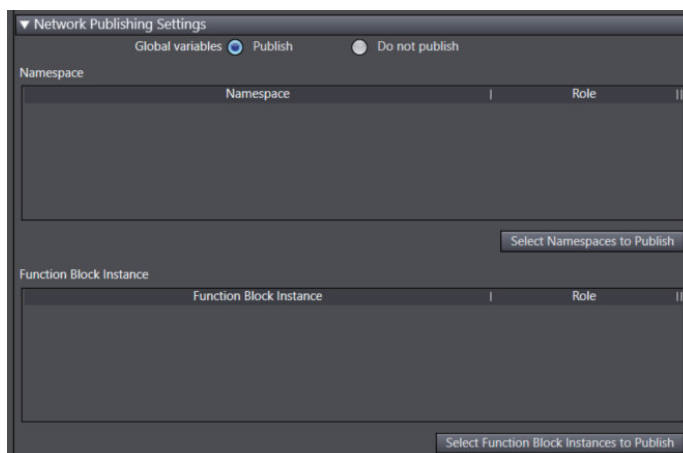 Network Publishing Settings
Global variables Publish Do not publish
Namespace
Namespace | Role ||
Select Namespaces to Publish
Function Block Instance
Function Block Instance | Role ||
Select Function Block Instances to Publish